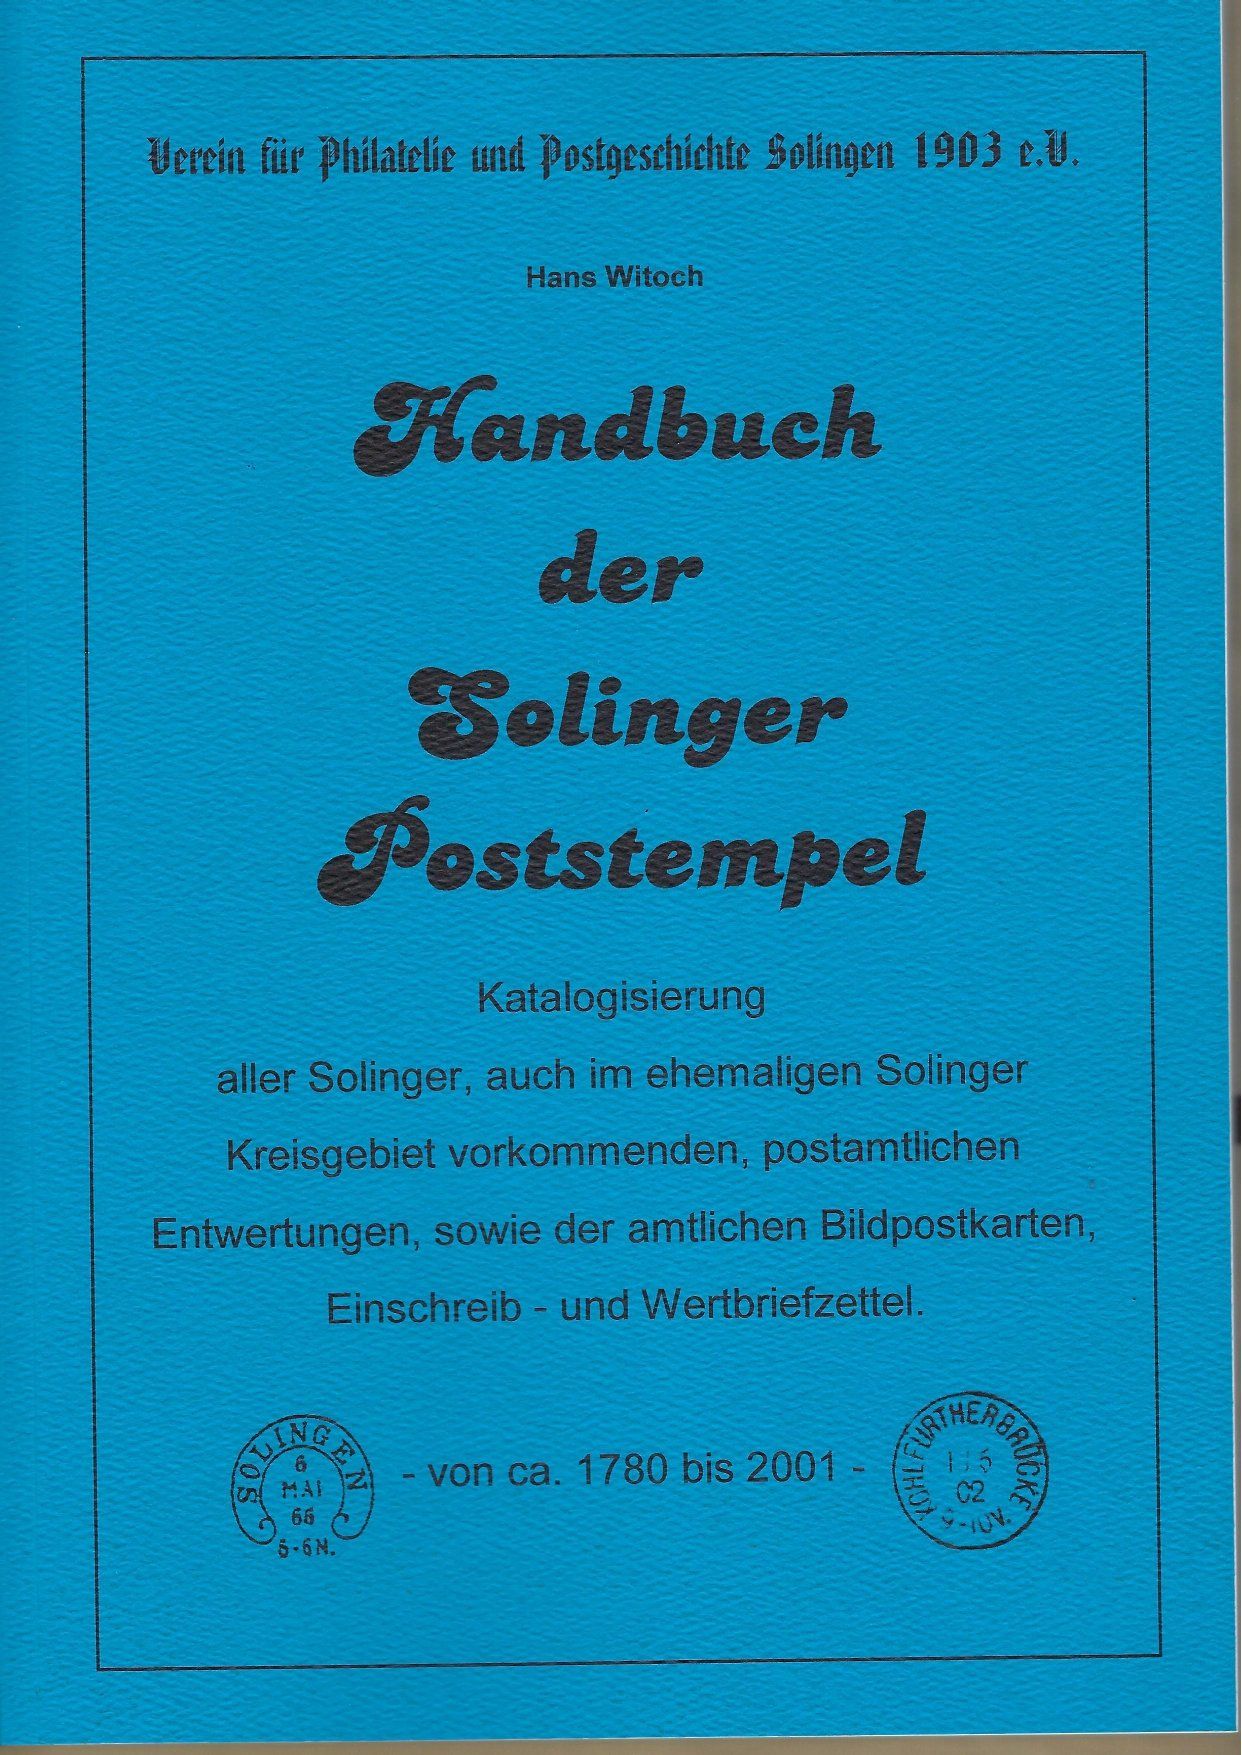 Verein für Philatelie und Postgeschichte Solingen 1903 e.V.
Hans Witoch
Handbuch
der
Solinger
Poststempel
Katalogisierung
aller Solinger, auch im ehemaligen Solinger
Kreisgebiet vorkommenden, postamtlichen
Entwertungen, sowie der amtlichen Bildpostkarten,
Einschreib - und Wertbriefzettel.
- von ca. 1780 bis 2001 -
SOLINGEN
6
MAI
66
5-6N.
KOHLFURTHERBRÜCKE
02
9-10V.